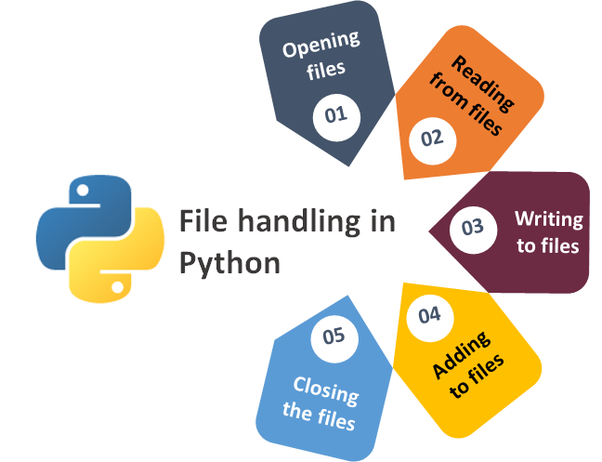 File handling in
Python
Opening
files
01
Reading
from files
02
03
Writing
to files
04
Adding
to files
05
Closing
the files